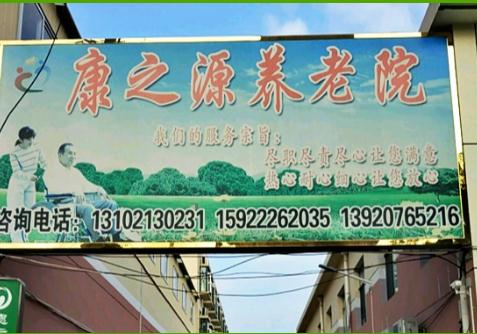 康之源养老院
我们的服务宗旨：
尽职尽责尽心让您满意
热心耐心细心让您放心
咨询电话：13102130231 15922262035 13920765216